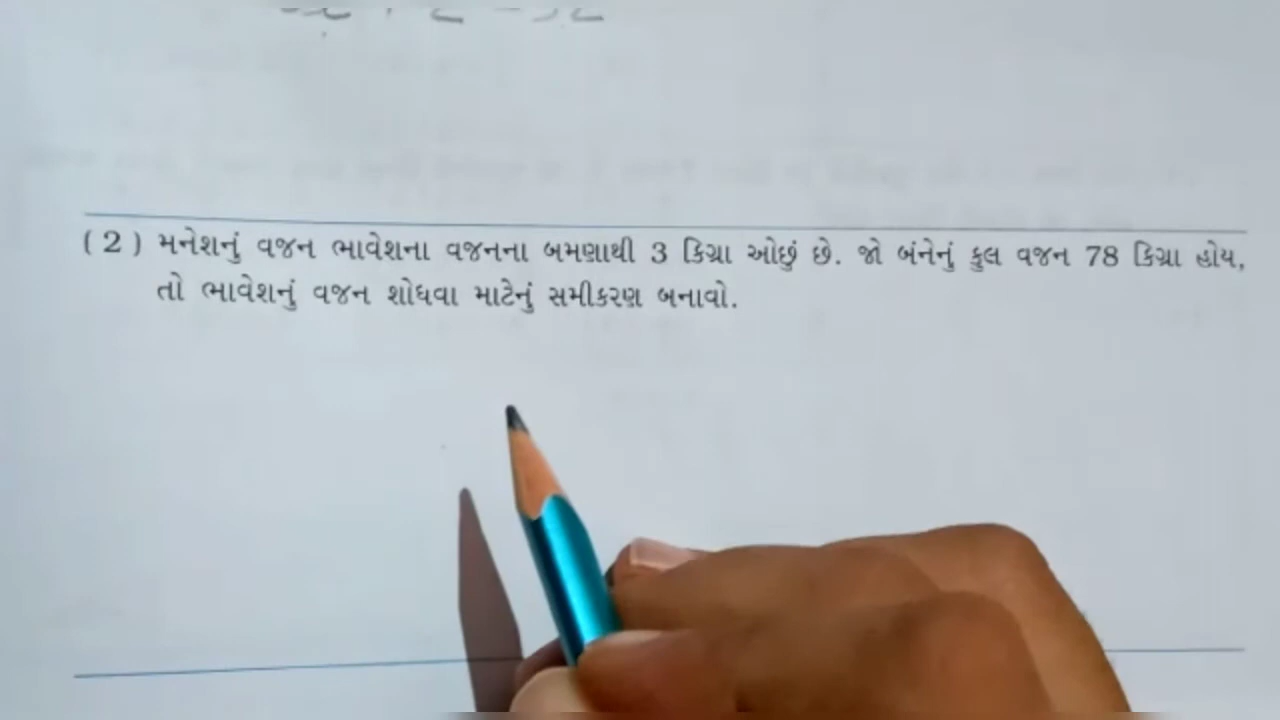 ( 2 ) મનેશનું વજન ભાવેશના વજનના બમણાથી 3 કિગ્રા ઓછું છે. જો બંનેનું કુલ વજન 78 કિગ્રા હોય,
તો ભાવેશનું વજન શોધવા માટેનું સમીકરણ બનાવો.